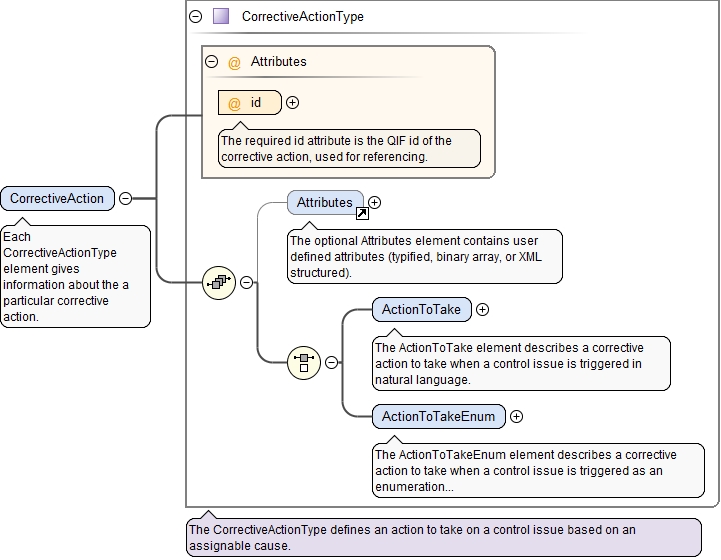 CorrectiveActionType
@ Attributes
@ id
The required id attribute is the QIF id of the
corrective action, used for referencing.
CorrectiveAction
Each
CorrectiveActionType
element gives
information about the a
particular corrective
action.
Attributes
The optional Attributes element contains user
defined attributes (typified, binary array, or XML
structured).
ActionToTake
The ActionToTake element describes a corrective
action to take when a control issue is triggered in
natural language.
ActionToTakeEnum
The ActionToTakeEnum element describes a corrective
action to take when a control issue is triggered as an
enumeration...
The CorrectiveActionType defines an action to take on a control issue based on an
assignable cause.